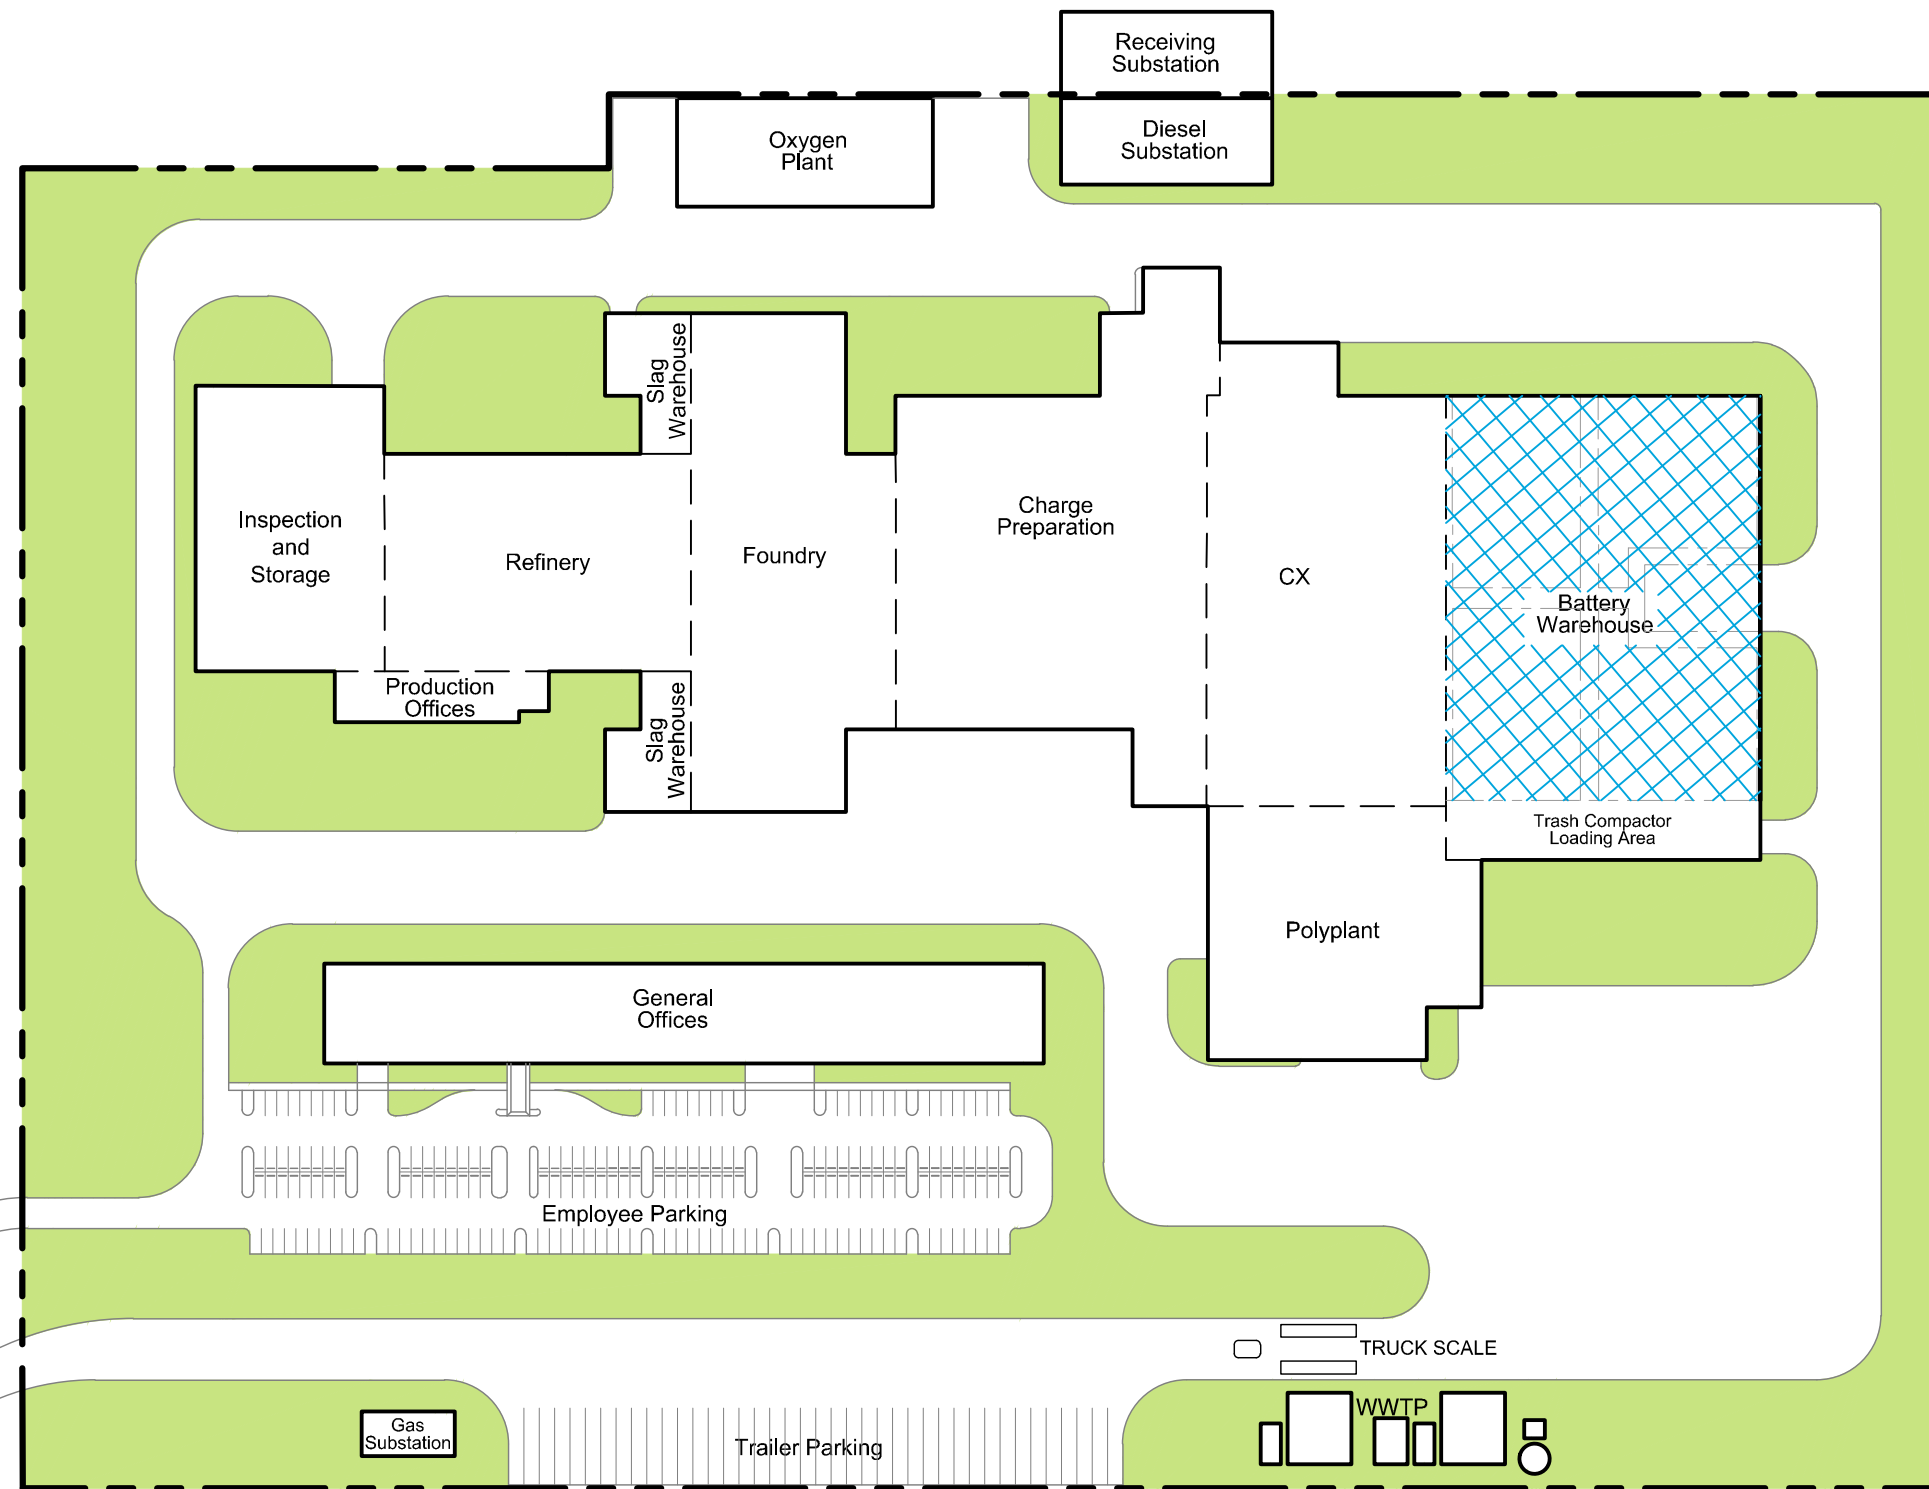 Receiving
Substation
Diesel
Substation
Oxygen
Plant
Slag
Warehouse
Inspection
and
Storage
Refinery
Foundry
Charge
Preparation
CX
Battery
Warehouse
Production
Offices
Slag
Warehouse
Trash Compactor
Loading Area
Polyplant
General
Offices
Employee Parking
TRUCK SCALE
WWTP
Gas
Substation
Trailer Parking